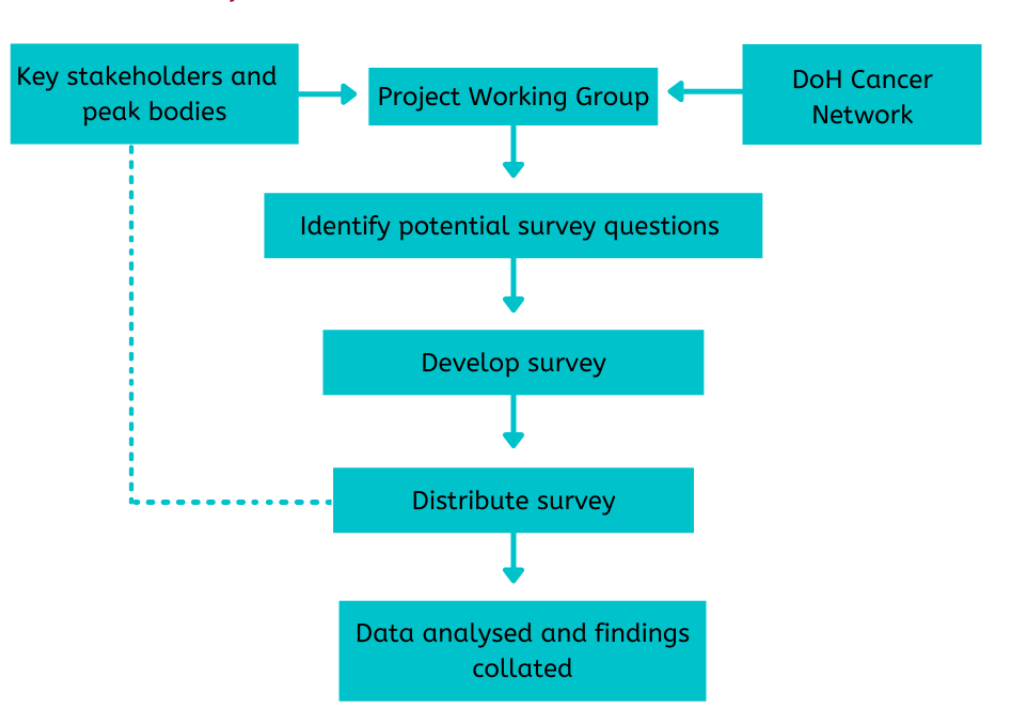 Key stakeholders and
peak bodies
Project Working Group
DoH Cancer
Network
Identify potential survey questions
Develop survey
Distribute survey
Data analysed and findings
collated